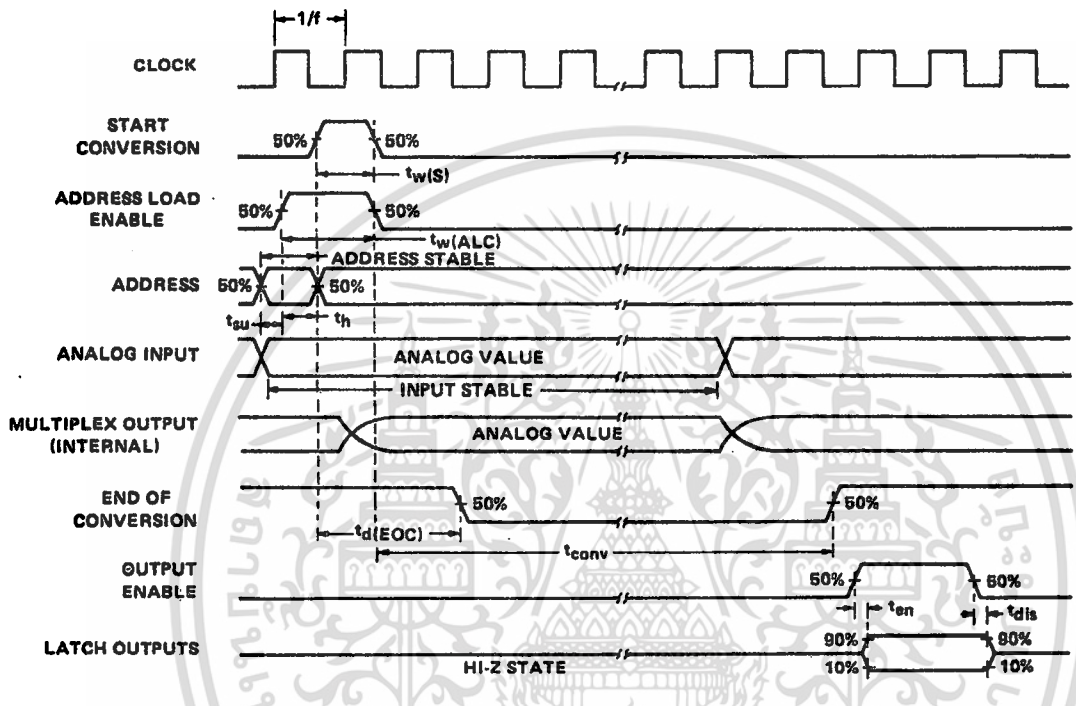 1/f
CLOCK
START
CONVERSION
50%
50%
tw(S)
ADDRESS LOAD
ENABLE
50%
50%
tw(ALC)
ADDRESS STABLE
ADDRESS
50%
50%
tsu
th
ANALOG INPUT
ANALOG VALUE
INPUT STABLE
MULTIPLEX OUTPUT
(INTERNAL)
ANALOG VALUE
END OF
CONVERSION
50%
50%
td(EOC)
tconv
OUTPUT
ENABLE
50%
50%
ten
tdis
LATCH OUTPUTS
90%
90%
HI-Z STATE
10%
10%